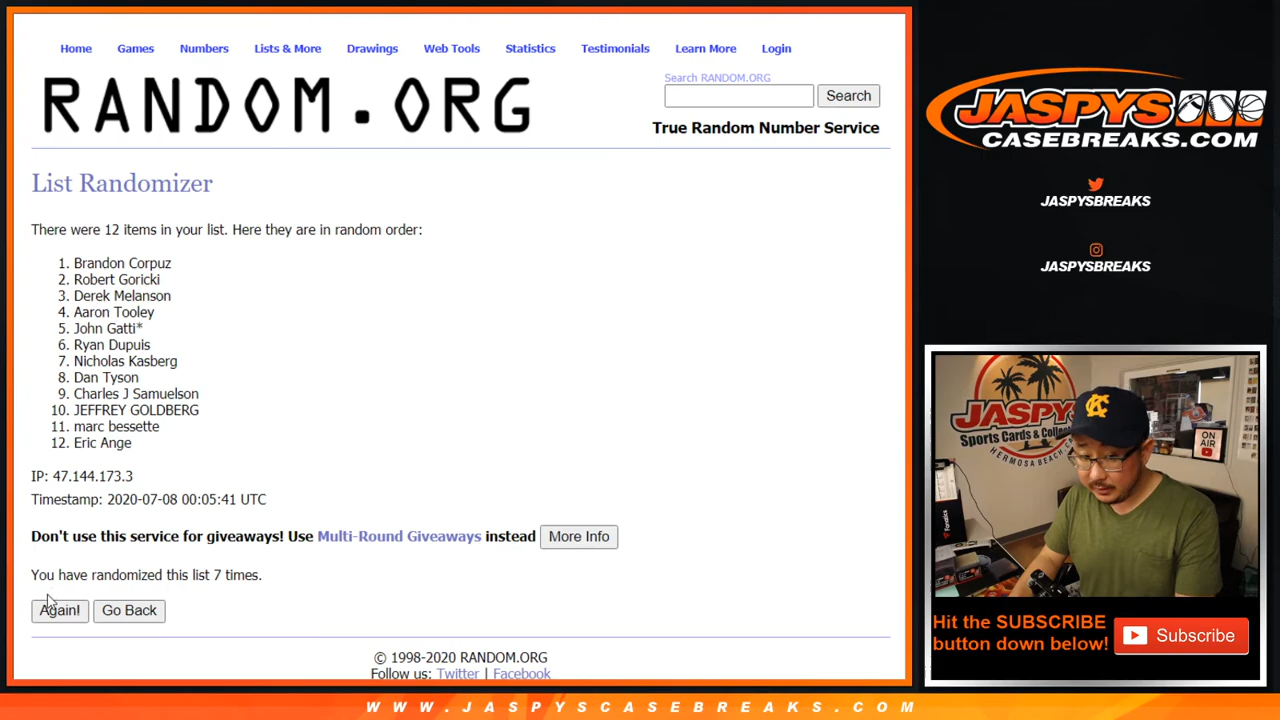 Home Games Numbers Lists & More Drawings Web Tools Statistics Testimonials Learn More Login
RANDOM.ORG
Search RANDOM.ORG
Search
True Random Number Service
List Randomizer
There were 12 items in your list. Here they are in random order:
1. Brandon Corpuz
2. Robert Goricki
3. Derek Melanson
4. Aaron Tooley
5. John Gatti*
6. Ryan Dupuis
7. Nicholas Kasberg
8. Dan Tyson
9. Charles J Samuelson
10. JEFFREY GOLDBERG
11. marc bessette
12. Eric Ange
IP: 47.144.173.3
Timestamp: 2020-07-08 00:05:41 UTC
Don't use this service for giveaways! Use Multi-Round Giveaways instead More Info
You have randomized this list 7 times.
Again! Go Back
© 1998-2020 RANDOM.ORG
Follow us: Twitter | Facebook
JASPYS
CASEBREAKS.COM
JASPYSBREAKS
JASPYSBREAKS
JASPYS
Sports Cards & Collec
HERMOSA BEACH, C
ON AIR
Fanatics
Hit the SUBSCRIBE
button down below!
Subscribe
WWW.JASPYSCASEBREAKS.COM